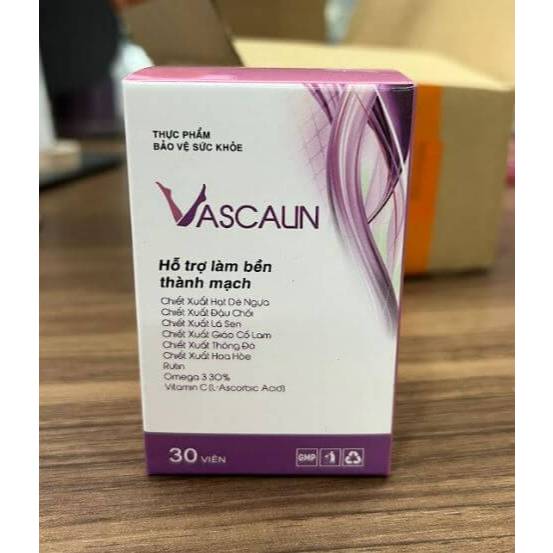 THỰC PHẨM
BẢO VỆ SỨC KHỎE
VASCAUN
Hỗ trợ làm bền
thành mạch
Chiết Xuất Hạt Dẻ Ngựa
Chiết Xuất Đậu Chổi
Chiết Xuất Lá Sen
Chiết Xuất Giảo Cổ Lam
Chiết Xuất Thông Đỏ
Chiết Xuất Hoa Hòe
Rutin
Omega 3 30%
Vitamin C (L-Ascorbic Acid)
30 VIÊN
GMP